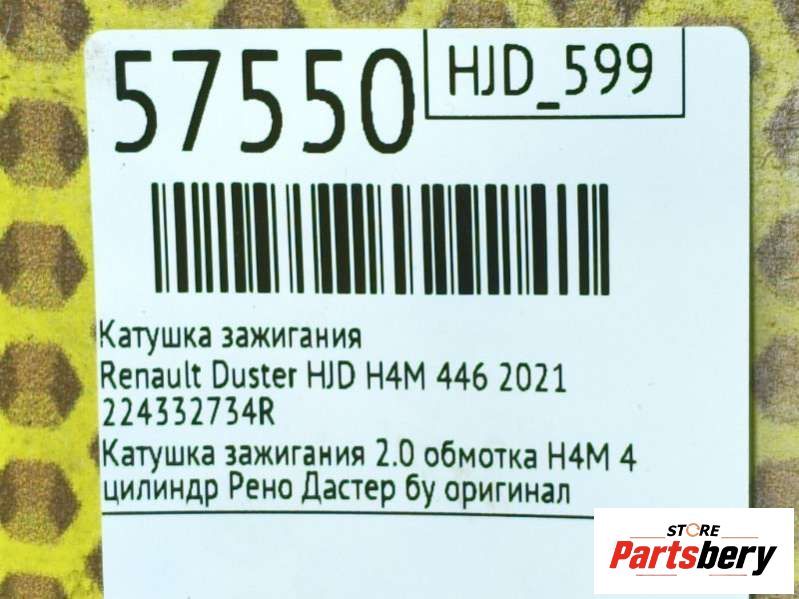 57550
HJD_599
Катушка зажигания
Renault Duster HJD H4M 446 2021
224332734R
Катушка зажигания 2.0 обмотка H4M 4
цилиндр Рено Дастер бу оригинал
STORE
Partsbery